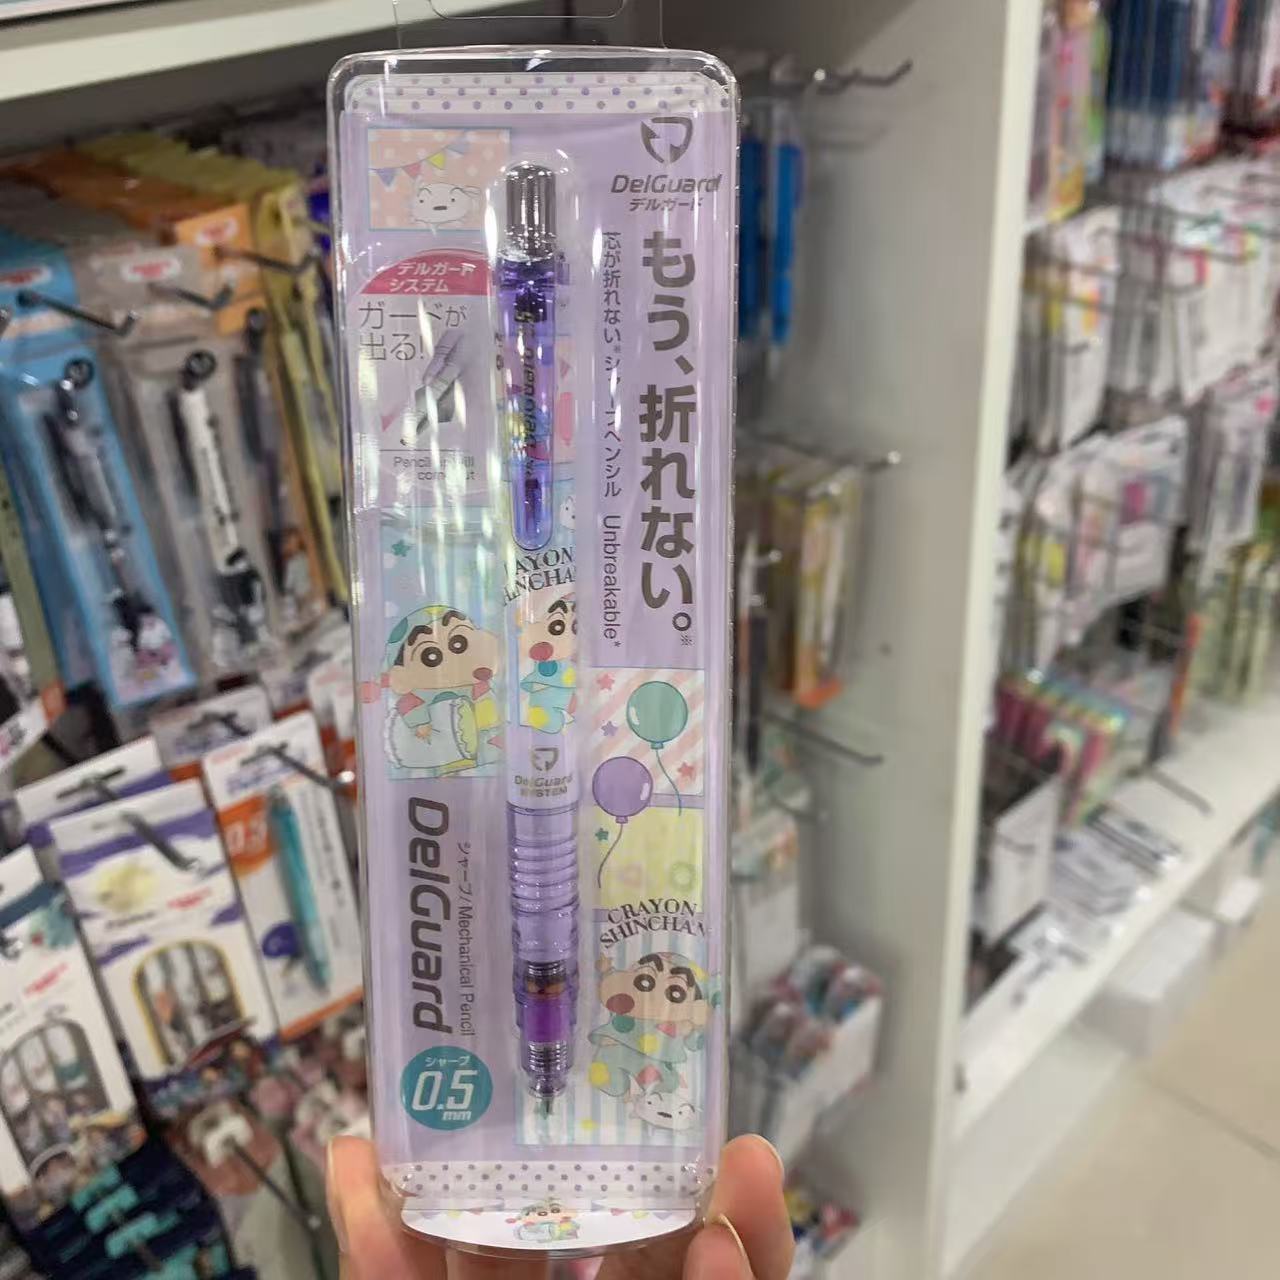 DelGuard
デルガード
もう、折れない。※
芯が折れない※シャープペンシル Unbreakable*
デルガード
システム
ガードが
出る!
CRAYON
SHINCHAN
DelGuard
SYSTEM
DelGuard
シャープ/Mechanical Pencil
シャープ
0.5
mm
CRAYON
SHINCHAN